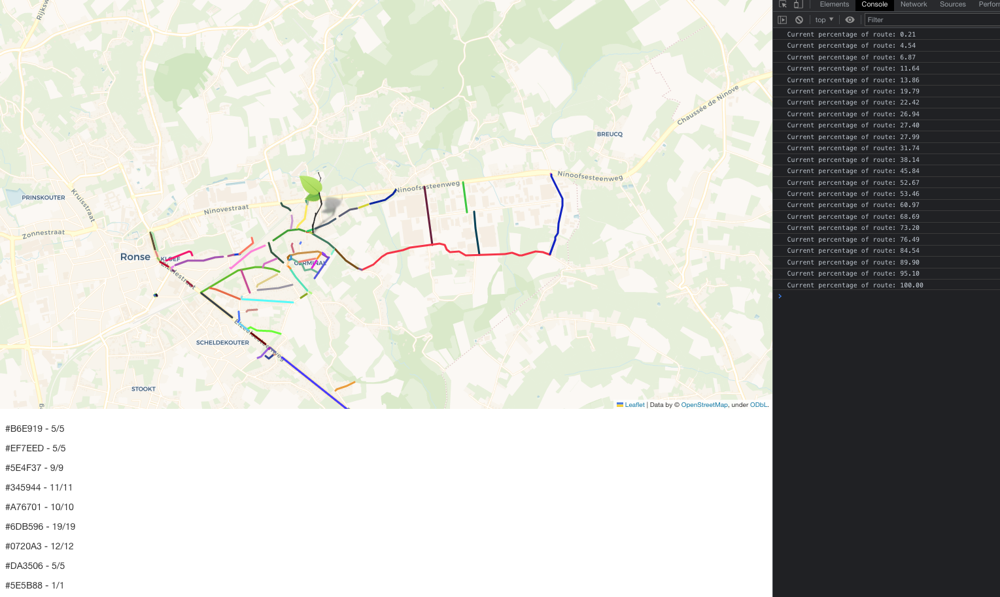 Rijksw
BREUCQ
Chaussée de Ninove
Ninoofsesteenweg
Ninoofsesteenweg
PRINSKOUTER
Kruisstraat
Ninovestraat
Zonnestraat
Ronse
KLOEF
GERMINAL
Elzelestraat
SCHELDEKOUTER
STOOKT
Leaflet | Data by © OpenStreetMap, under ODbL.
#B6E919 - 5/5
#EF7EED - 5/5
#5E4F37 - 9/9
#345944 - 11/11
#A76701 - 10/10
#6DB596 - 19/19
#0720A3 - 12/12
#DA3506 - 5/5
#5E5B88 - 1/1
Elements Console Network Sources Perforn
top ▼ Filter
Current percentage of route: 0.21
Current percentage of route: 4.54
Current percentage of route: 6.87
Current percentage of route: 11.64
Current percentage of route: 13.86
Current percentage of route: 19.79
Current percentage of route: 22.42
Current percentage of route: 26.94
Current percentage of route: 27.40
Current percentage of route: 27.99
Current percentage of route: 31.74
Current percentage of route: 38.14
Current percentage of route: 45.84
Current percentage of route: 52.67
Current percentage of route: 53.46
Current percentage of route: 60.97
Current percentage of route: 68.69
Current percentage of route: 73.20
Current percentage of route: 76.49
Current percentage of route: 84.54
Current percentage of route: 89.90
Current percentage of route: 95.10
Current percentage of route: 100.00